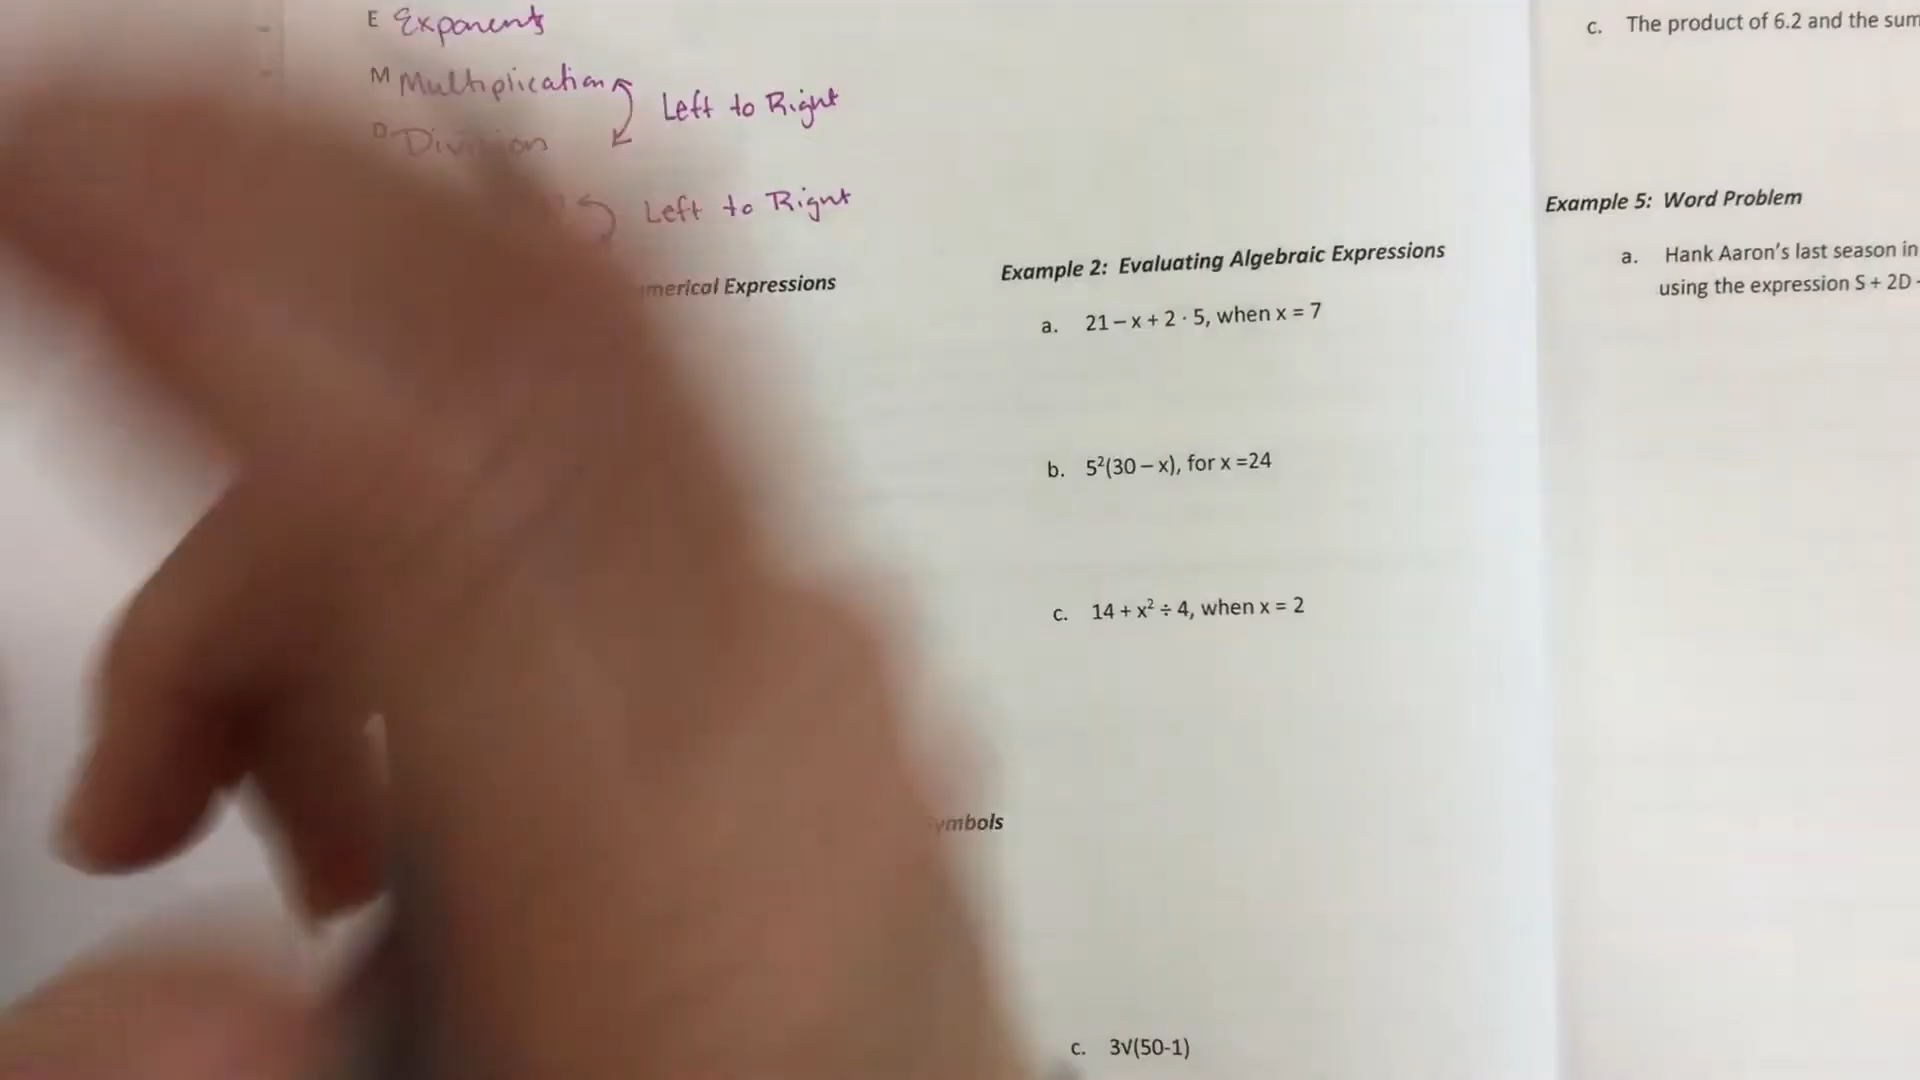 E Exponents
M Multiplication
Left to Right
D Division
Left to Right
Expressions
Example 2: Evaluating Algebraic Expressions
a. 21 – x + 2 · 5, when x = 7
b. 5²(30 – x), for x =24
c. 14 + x² ÷ 4, when x = 2
c. 3√(50-1)
c. The product of 6.2 and the sum
Example 5: Word Problem
a. Hank Aaron's last season in
using the expression S + 2D